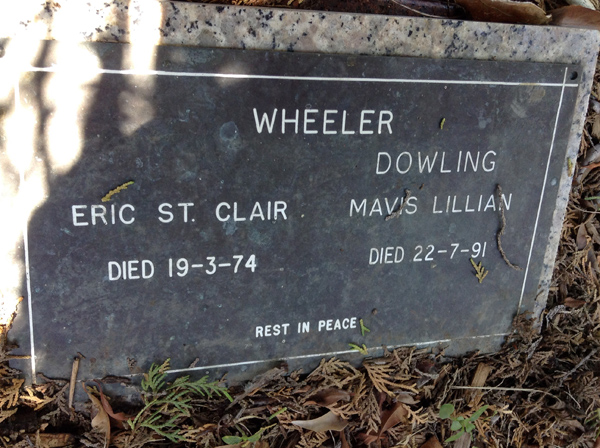 WHEELER
DOWLING
ERIC ST. CLAIR
MAVIS LILLIAN
DIED 19-3-74
DIED 22-7-91
REST IN PEACE